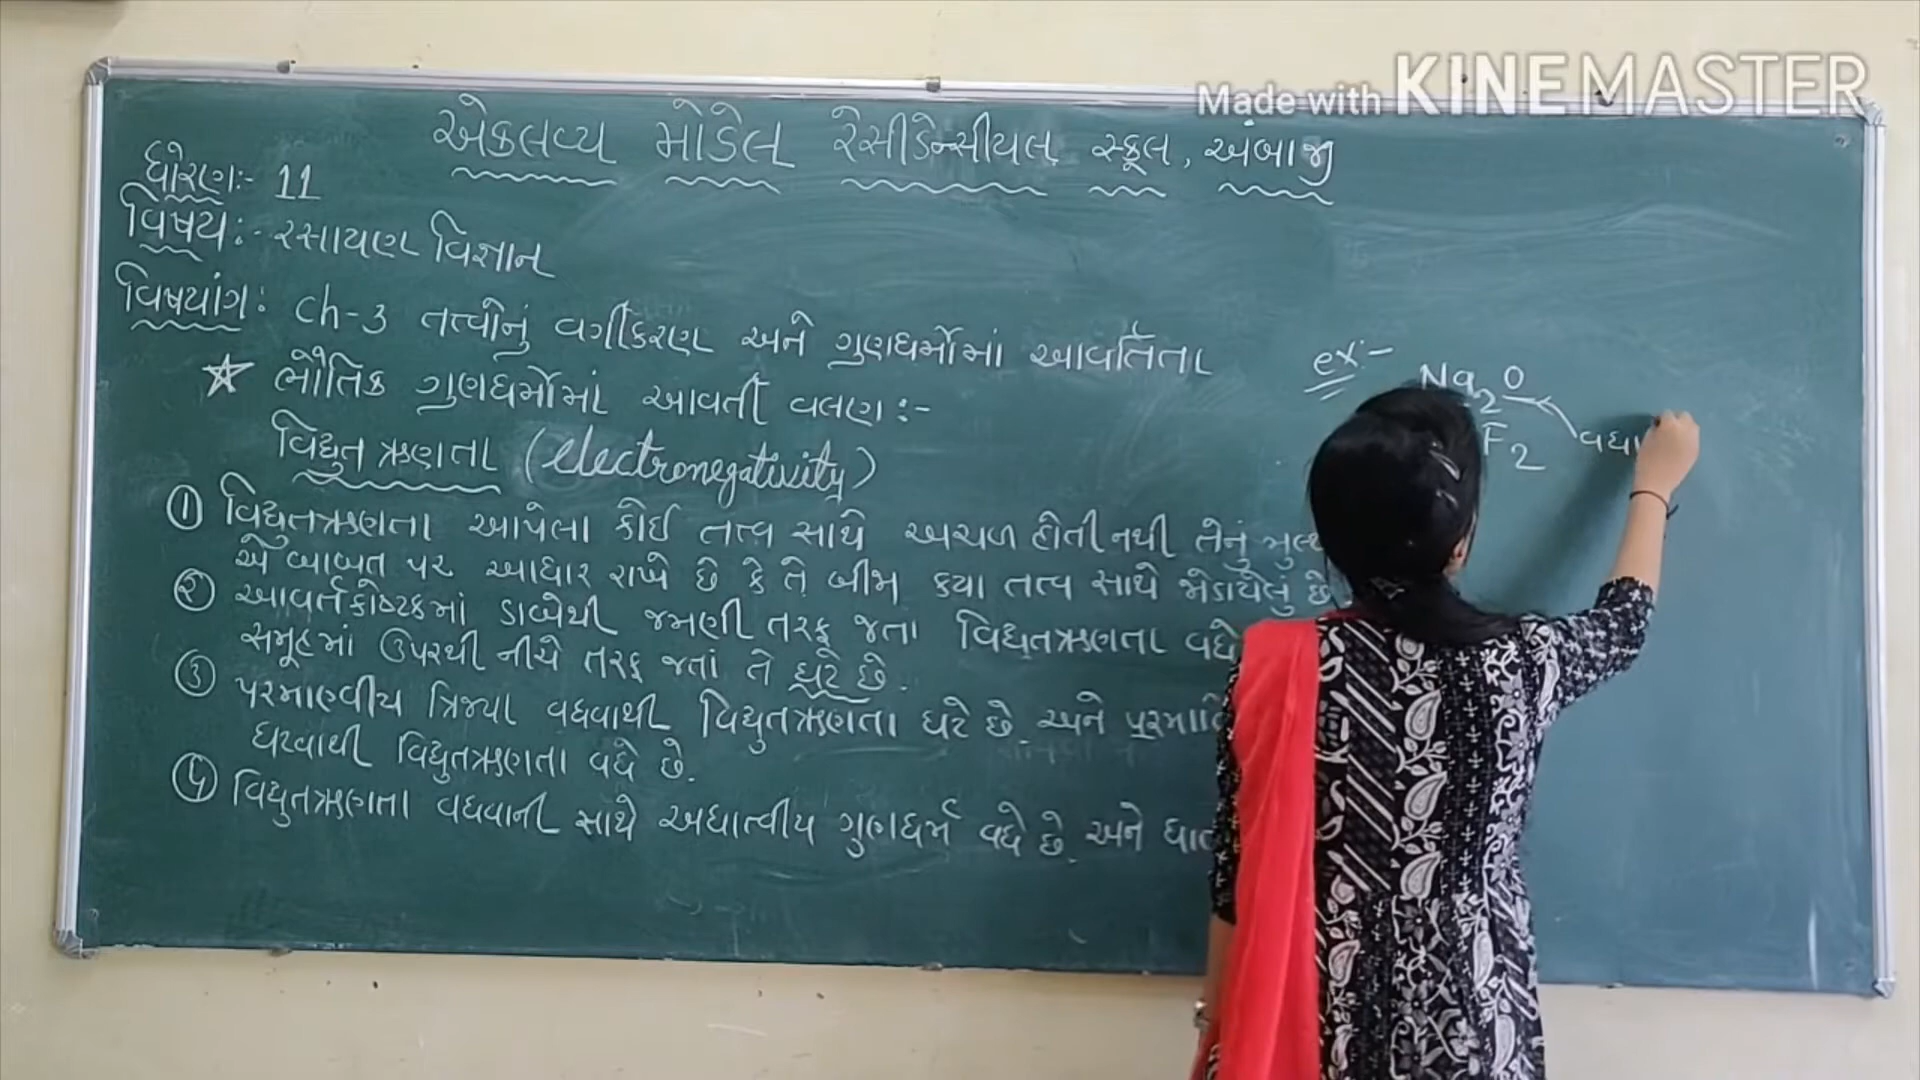 Made with KINEMASTER
એકલવ્ય મોડેલ રેસીડેન્સીયલ સ્કૂલ, અંબાજી
ધોરણ:- 11
વિષય:- રસાયણ વિજ્ઞાન
વિષયાંગ: ch-3 તત્વોનું વર્ગીકરણ અને ગુણધર્મોમાં આવર્તિતા
ભૌતિક ગુણધર્મોમાં આવતી વલણ :-
વિદ્યુત ઋણતા (electronegativity)
① વિદ્યુતઋણતા આપેલા કોઈ તત્વ સાથે અચળ હોતી નથી તેનું
એ બાબત પર આધાર રાખે છે કે તે બીજા કયા તત્વ સાથે જોડાયેલું છે
② આવર્તકોષ્ટકમાં ડાબેથી જમણી તરફ જતા વિદ્યુતઋણતા વધે
સમૂહમાં ઉપરથી નીચે તરફ જતાં તે ઘટે છે.
③ પરમાણ્વીય ત્રિજ્યા વધવાથી વિદ્યુતઋણતા ઘટે છે. અને
ઘટવાથી વિદ્યુતઋણતા વધે છે.
④ વિદ્યુતઋણતા વધવાની સાથે અધાત્વીય ગુણધર્મ વધે છે. અને
ex:- Na2O
F2 વધા